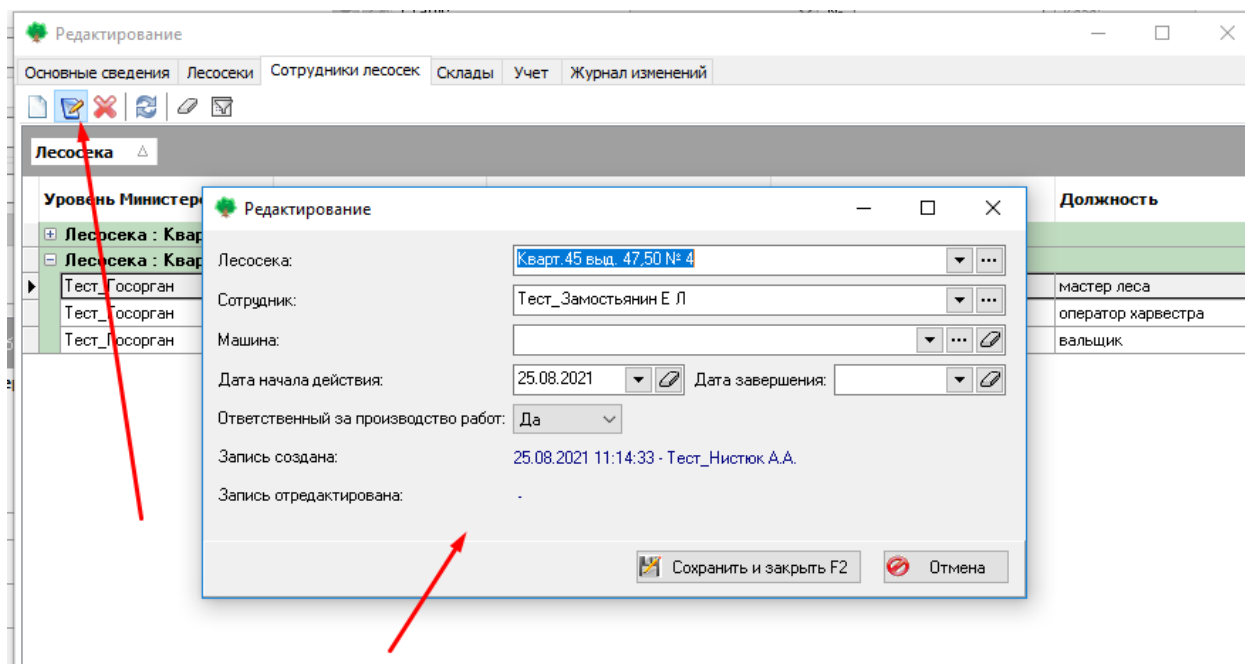 Редактирование
Основные сведения Лесосеки Сотрудники лесосек Склады Учет Журнал изменений
Лесосека
Уровень Должность
Лесосека : Лесосека :
Редактирование
Лесосека: Кварт.45 выд. 47,50 № 4
Сотрудник: Тест_Замостьянин Е Л
Машина:
Дата начала действия: 25.08.2021 Дата завершения:
Ответственный за производство работ: Да
Запись создана: 25.08.2021 11:14:33 - Тест_Нистюк А.А.
Запись отредактирована: -
Сохранить и закрыть F2 Отмена
Тест_Госорган мастер леса
Тест_Госорган оператор харвестра
Тест_Госорган вальщик